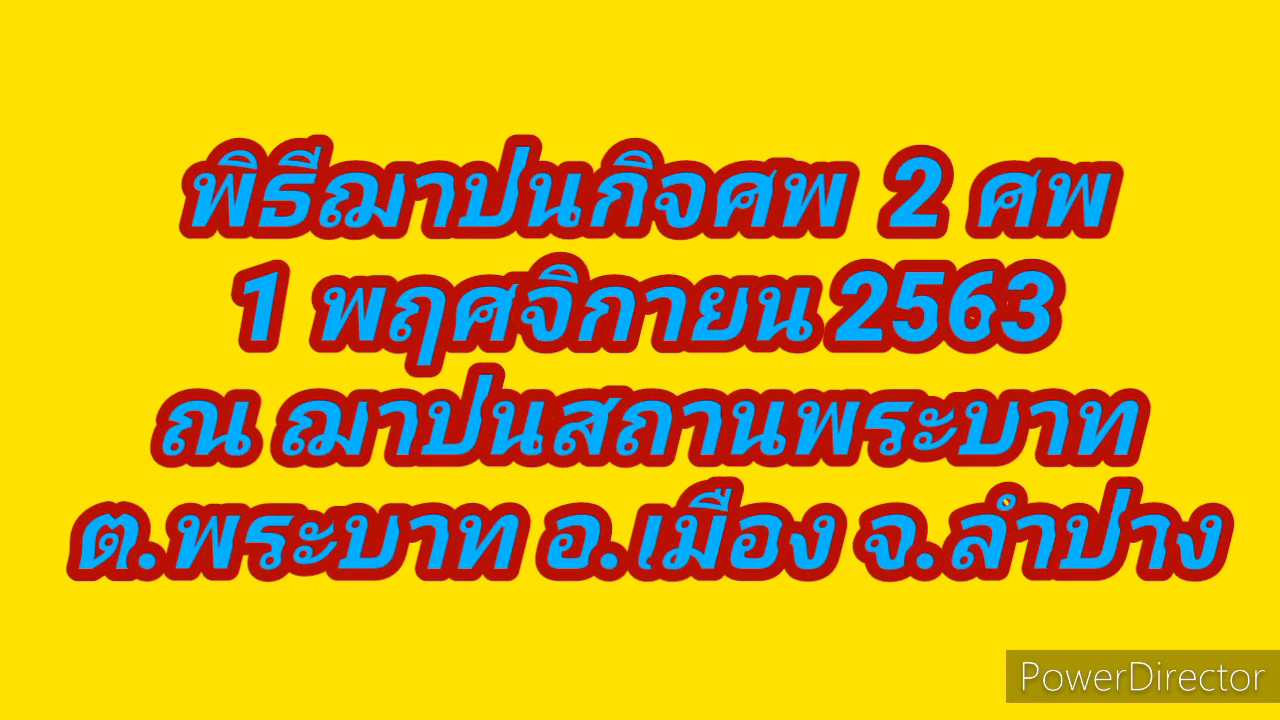 พิธีฌาปนกิจศพ 2 ศพ
1 พฤศจิกายน 2563
ณ ฌาปนสถานพระบาท
ต.พระบาท อ.เมือง จ.ลำปาง
PowerDirector